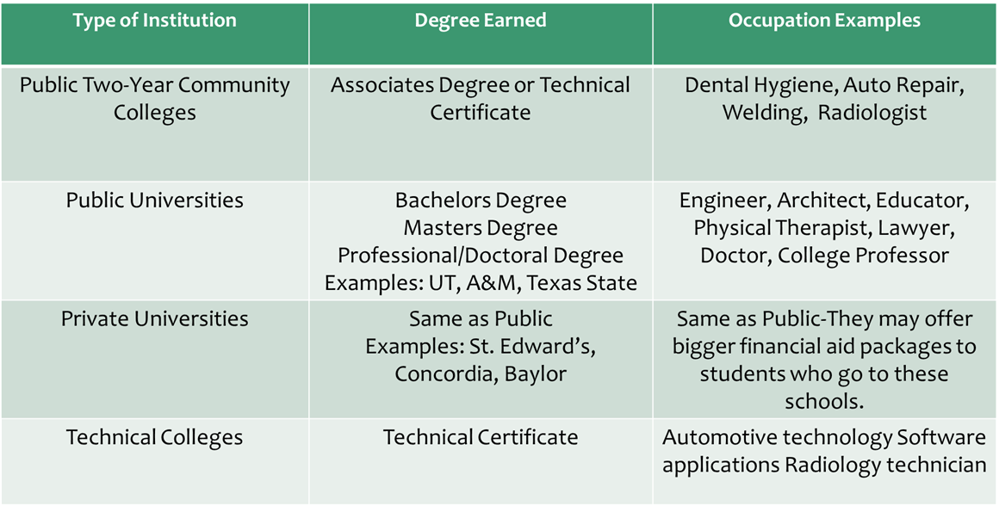 Type of Institution
Degree Earned
Occupation Examples
Public Two-Year Community
Colleges
Associates Degree or Technical
Certificate
Dental Hygiene, Auto Repair,
Welding,  Radiologist
Public Universities
Bachelors Degree
Masters Degree
Professional/Doctoral Degree
Examples: UT, A&M, Texas State
Engineer, Architect, Educator,
Physical Therapist, Lawyer,
Doctor, College Professor
Private Universities
Same as Public
Examples: St. Edward’s,
Concordia, Baylor
Same as Public-They may offer
bigger financial aid packages to
students who go to these
schools.
Technical Colleges
Technical Certificate
Automotive technology Software
applications Radiology technician